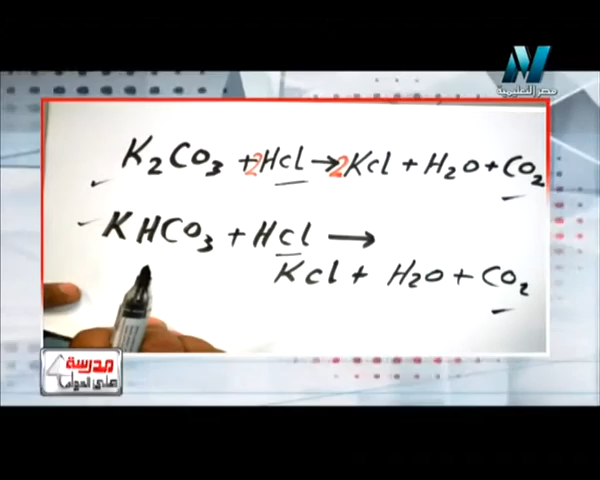 مصر التعليمية
K2CO3 + 2Hcl → 2Kcl + H2O + CO2
KHCO3 + Hcl →
Kcl + H2O + CO2
مدرسة
على الهواء